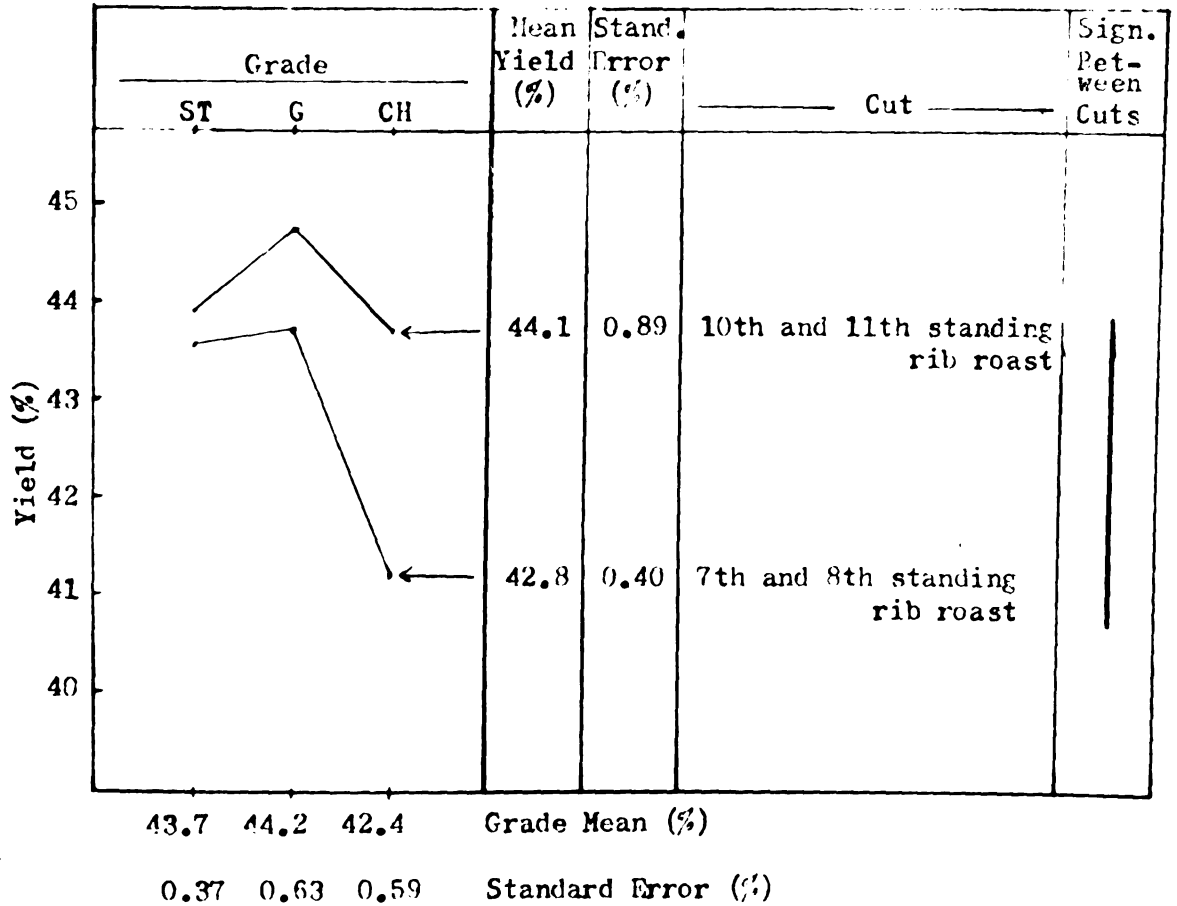 Grade
ST G CH
Mean Yield (%)
Stand. Error (%)
Cut
Sign. Bet-
ween
Cuts
Yield (%)
45
44
43
42
41
40
44.1 0.89 10th and 11th standing
rib roast
42.8 0.40 7th and 8th standing
rib roast
43.7 44.2 42.4 Grade Mean (%)
0.37 0.63 0.59 Standard Error (%)